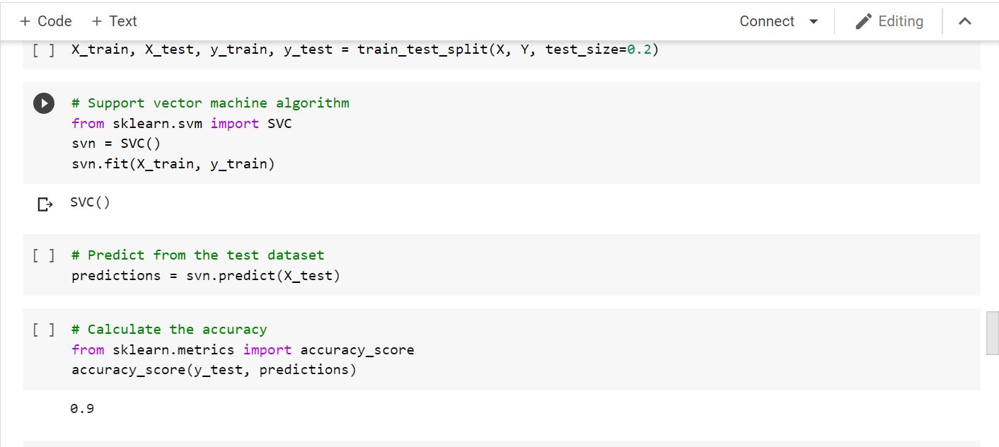 + Code + Text Connect Editing
[ ] X_train, X_test, y_train, y_test = train_test_split(X, Y, test_size=0.2)
# Support vector machine algorithm
from sklearn.svm import SVC
svn = SVC()
svn.fit(X_train, y_train)
SVC()
[ ] # Predict from the test dataset
predictions = svn.predict(X_test)
[ ] # Calculate the accuracy
from sklearn.metrics import accuracy_score
accuracy_score(y_test, predictions)
0.9